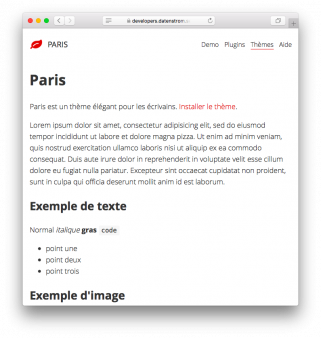 developers.datenstrom
PARIS
Demo Plugins Thèmes Aide
Paris
Paris est un thème élégant pour les écrivains. Installer le thème.
Lorem ipsum dolor sit amet, consectetur adipisicing elit, sed do eiusmod
tempor incididunt ut labore et dolore magna pizza. Ut enim ad minim veniam,
quis nostrud exercitation ullamco laboris nisi ut aliquip ex ea commodo
consequat. Duis aute irure dolor in reprehenderit in voluptate velit esse cillum
dolore eu fugiat nulla pariatur. Excepteur sint occaecat cupidatat non proident,
sunt in culpa qui officia deserunt mollit anim id est laborum.
Exemple de texte
Normal italique gras code
point une
point deux
point trois
Exemple d'image